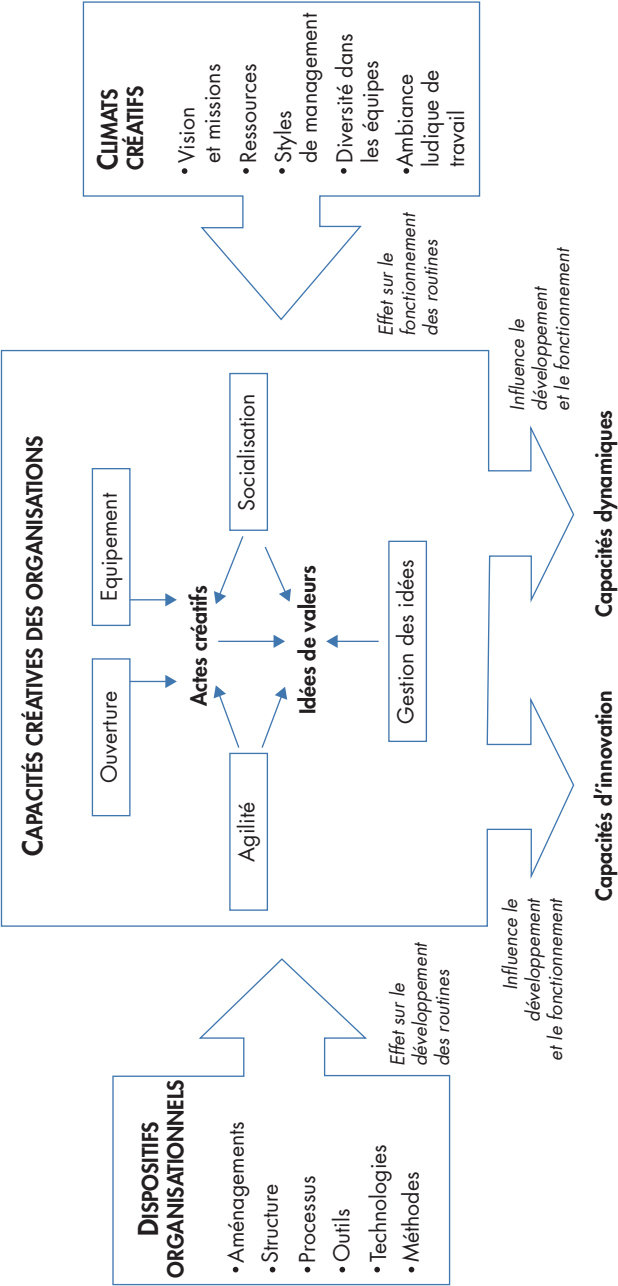 DISPOSITIFS
ORGANISATIONNELS
• Aménagements
• Structure
• Processus
• Outils
• Technologies
• Méthodes
Effet sur le
développement
des routines
CAPACITÉS CRÉATIVES DES ORGANISATIONS
Ouverture
Equipement
Actes créatifs
Agilité
Socialisation
Idées de valeurs
Gestion des idées
CLIMATS
CRÉATIFS
• Vision
et missions
• Ressources
• Styles
de management
• Diversité dans
les équipes
• Ambiance
ludique de
travail
Effet sur le
fonctionnement
des routines
Influence le
développement
et le fonctionnement
Capacités d’innovation
Influence le
développement
et le fonctionnement
Capacités dynamiques